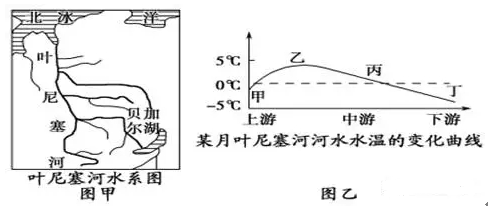 北 冰 洋
叶
尼
塞
河
贝加
尔湖
叶尼塞河水系图
图甲
5℃
0℃
-5℃
甲
乙
丙
丁
上游 中游 下游
某月叶尼塞河河水水温的变化曲线
图乙